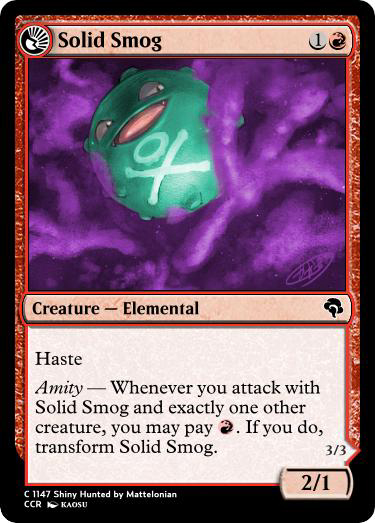 Solid Smog
1
Creature — Elemental
Haste
Amity — Whenever you attack with
Solid Smog and exactly one other
creature, you may pay . If you do,
transform Solid Smog.
3/3
2/1
C 1147 Shiny Hunted by Mattelonian
CCR KAOSU